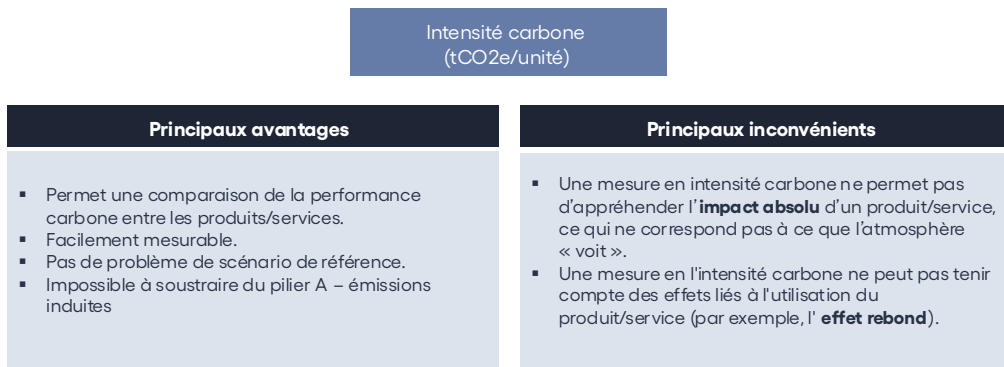 Intensité carbone
(tCO2e/unité)
Principaux avantages
▪ Permet une comparaison de la performance
carbone entre les produits/services.
▪ Facilement mesurable.
▪ Pas de problème de scénario de référence.
▪ Impossible à soustraire du pilier A – émissions
induites
Principaux inconvénients
▪ Une mesure en intensité carbone ne permet pas
d’appréhender l’impact absolu d’un produit/service,
ce qui ne correspond pas à ce que l’atmosphère
« voit ».
▪ Une mesure en l'intensité carbone ne peut pas tenir
compte des effets liés à l'utilisation du
produit/service (par exemple, l' effet rebond).